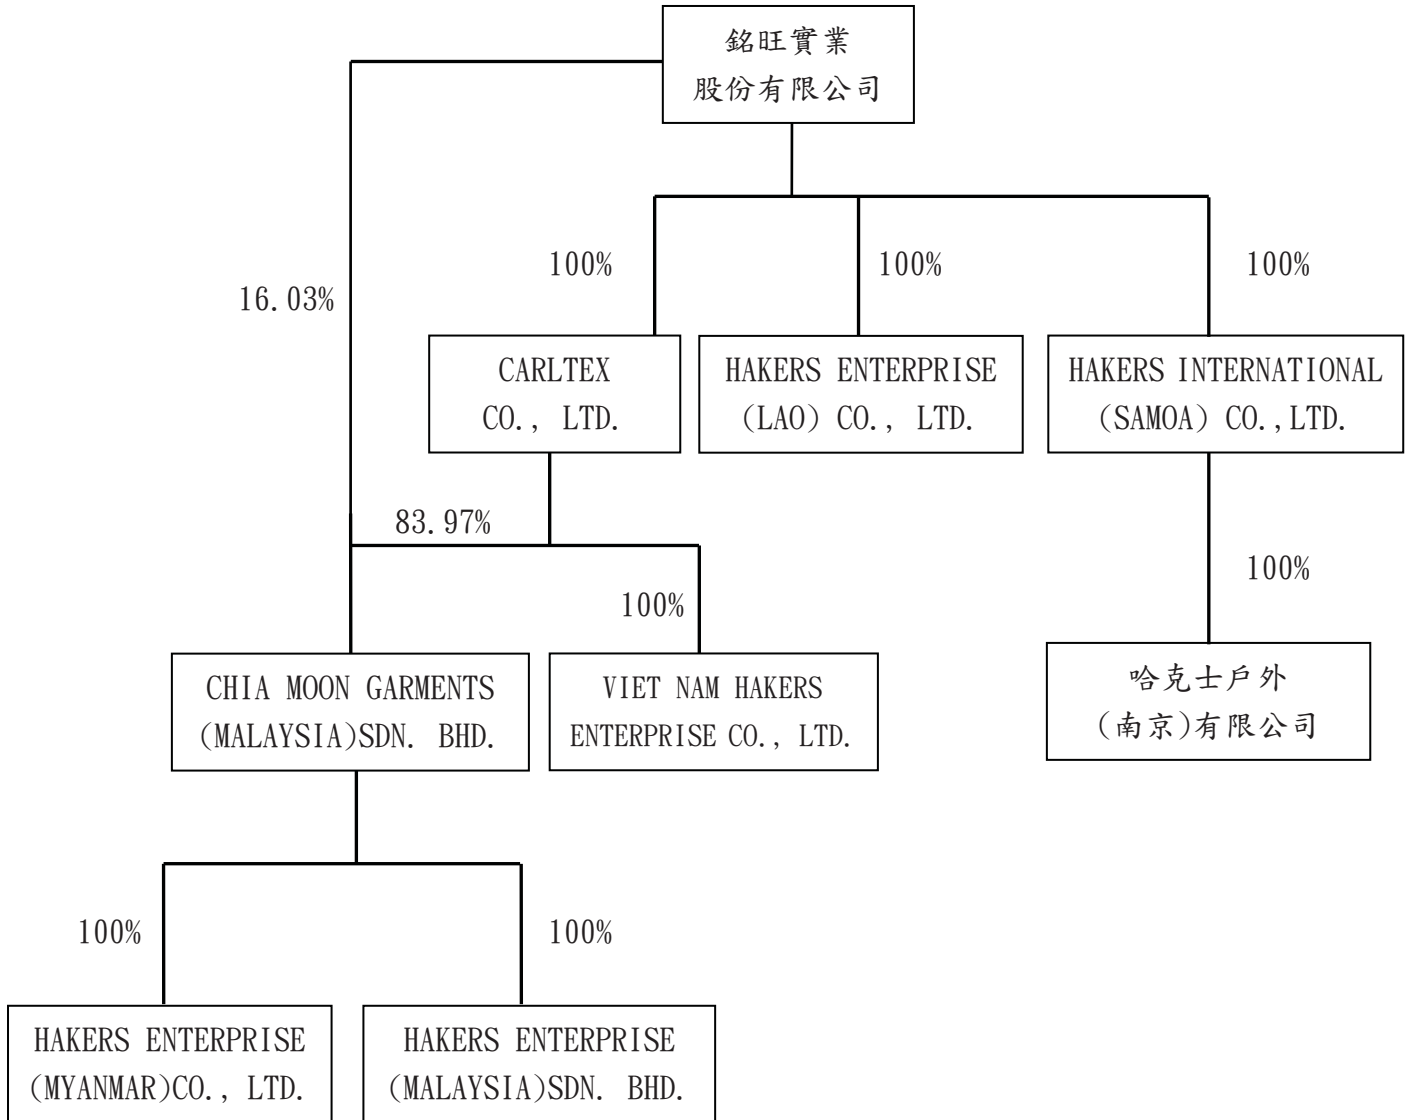 銘旺實業
股份有限公司
100%
100%
100%
16.03%
CARLTEX
CO., LTD.
HAKERS ENTERPRISE
(LAO) CO., LTD.
HAKERS INTERNATIONAL
(SAMOA) CO.,LTD.
83.97%
100%
100%
CHIA MOON GARMENTS
(MALAYSIA)SDN. BHD.
VIET NAM HAKERS
ENTERPRISE CO., LTD.
哈克士戶外
(南京)有限公司
100%
100%
HAKERS ENTERPRISE
(MYANMAR)CO., LTD.
HAKERS ENTERPRISE
(MALAYSIA)SDN. BHD.